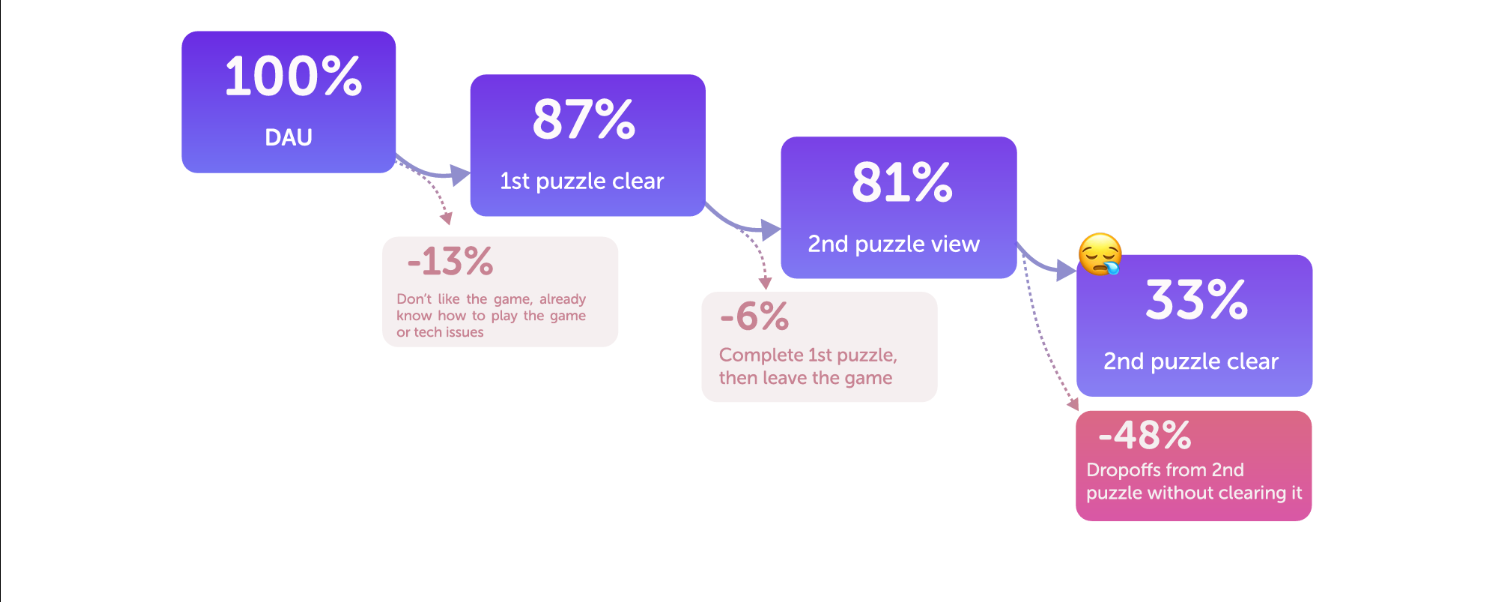 100%
DAU
87%
1st puzzle clear
81%
2nd puzzle view
33%
2nd puzzle clear
-13%
Don't like the game, already
know how to play the game
or tech issues
-6%
Complete 1st puzzle,
then leave the game
-48%
Dropoffs from 2nd
puzzle without clearing it